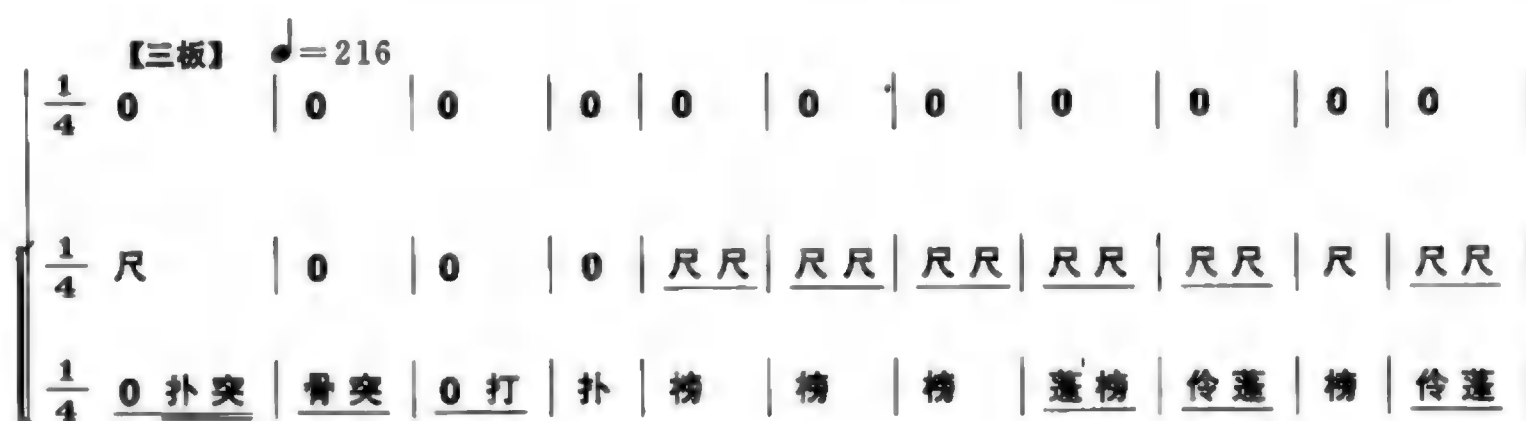 【三板】 ♩=216
1/4 0 | 0 | 0 | 0 | 0 | 0 | 0 | 0 | 0 | 0 | 0
1/4 尺 | 0 | 0 | 0 | 尺尺 | 尺尺 | 尺尺 | 尺尺 | 尺尺 | 尺 | 尺尺
1/4 0 扑突 | 骨突 | 0 打 | 扑 | 榜 | 榜 | 榜 | 蓬榜 | 伶蓬 | 榜 | 伶蓬